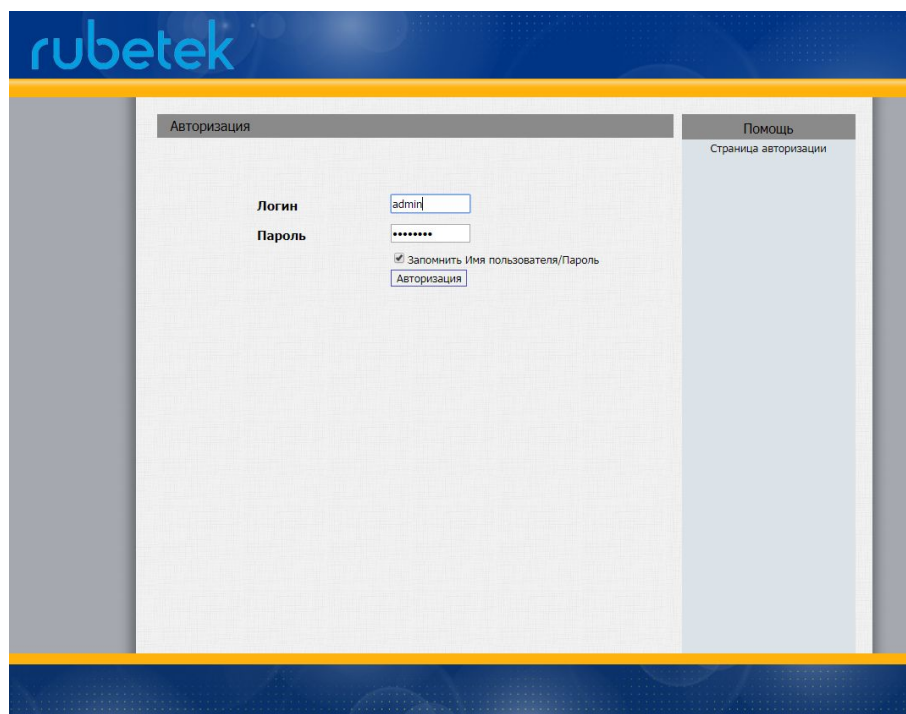 rubetek
Авторизация
Помощь
Страница авторизации
Логин
admin
Пароль
••••••••
Запомнить Имя пользователя/Пароль
Авторизация